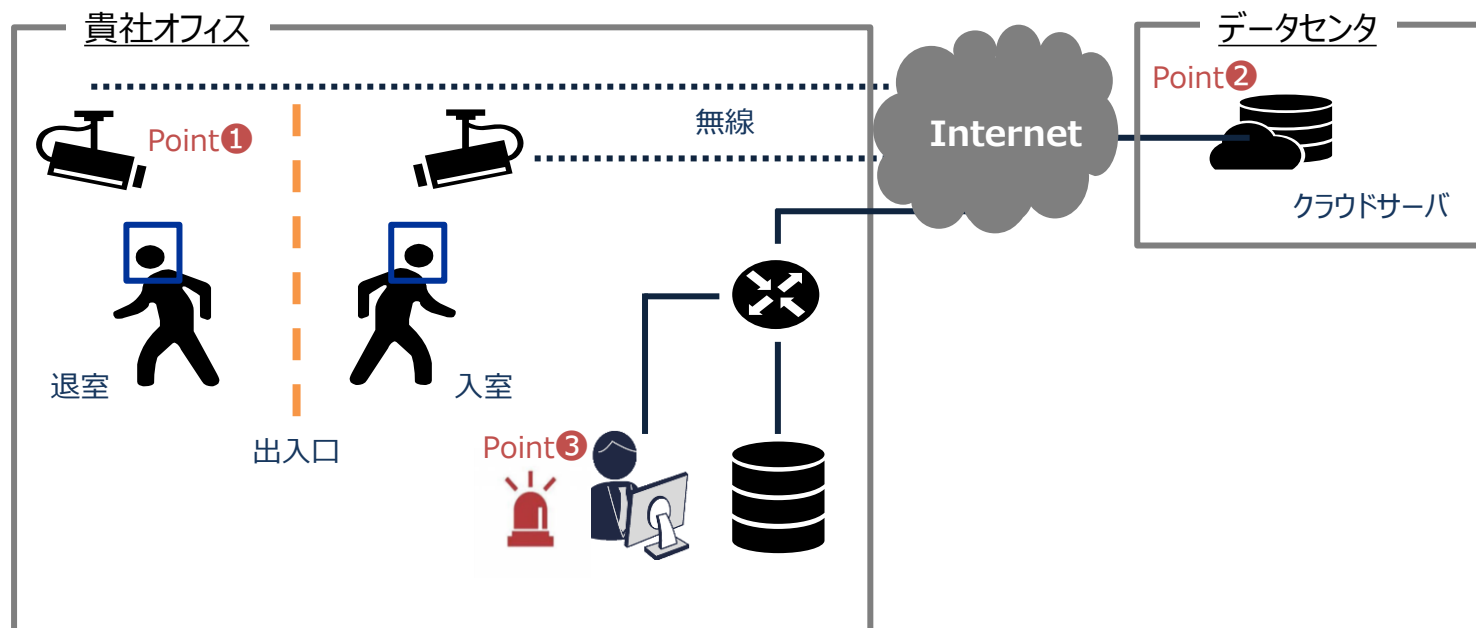 貴社オフィス
データセンタ
Point❶
無線
Internet
Point❷
クラウドサーバ
退室
入室
出入口
Point❸